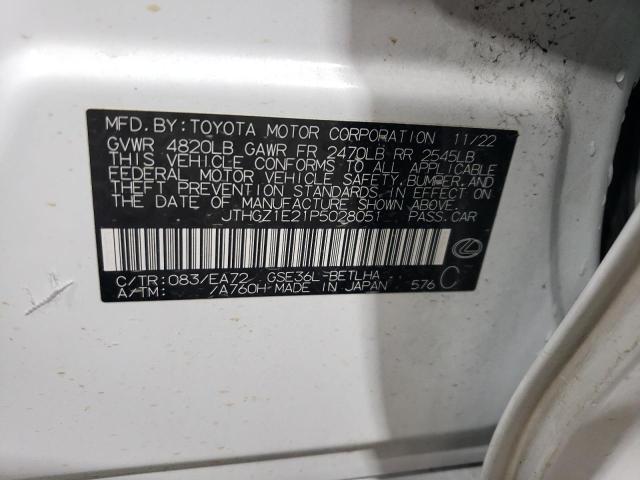 MFD.BY:TOYOTA MOTOR CORPORATION 11/22
GVWR 4820LB GAWR FR 2470LB RR 2545LB
THIS VEHICLE CONFORMS TO ALL APPLICABLE
FEDERAL MOTOR VEHICLE SAFETY,BUMPER,AND
THEFT PREVENTION STANDARDS IN EFFECT ON
THE DATE OF MANUFACTURE SHOWN ABOVE.
JTHGZ1E21P5028051 PASS.CAR
C/TR:083/EA72 GSE36L-BETLHA
A/TM: /A760H-MADE IN JAPAN 576 C